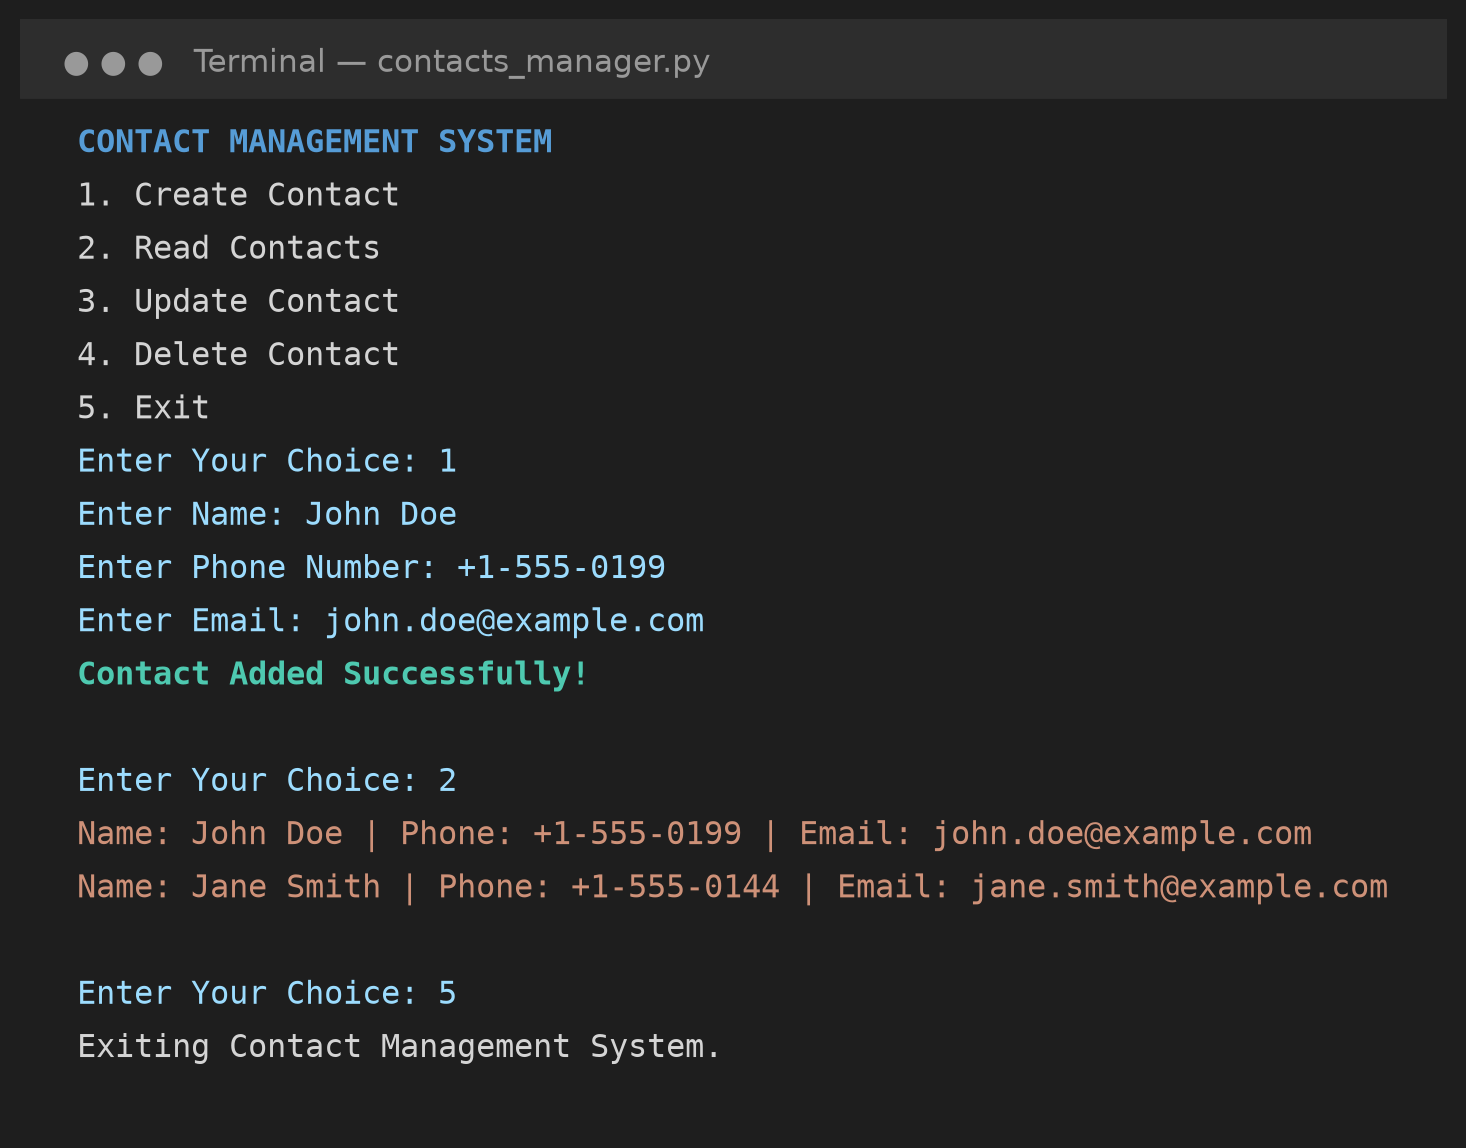 Terminal — contacts_manager.py
CONTACT MANAGEMENT SYSTEM
1. Create Contact
2. Read Contacts
3. Update Contact
4. Delete Contact
5. Exit
Enter Your Choice: 1
Enter Name: John Doe
Enter Phone Number: +1-555-0199
Enter Email: john.doe@example.com
Contact Added Successfully!
Enter Your Choice: 2
Name: John Doe | Phone: +1-555-0199 | Email: john.doe@example.com
Name: Jane Smith | Phone: +1-555-0144 | Email: jane.smith@example.com
Enter Your Choice: 5
Exiting Contact Management System.